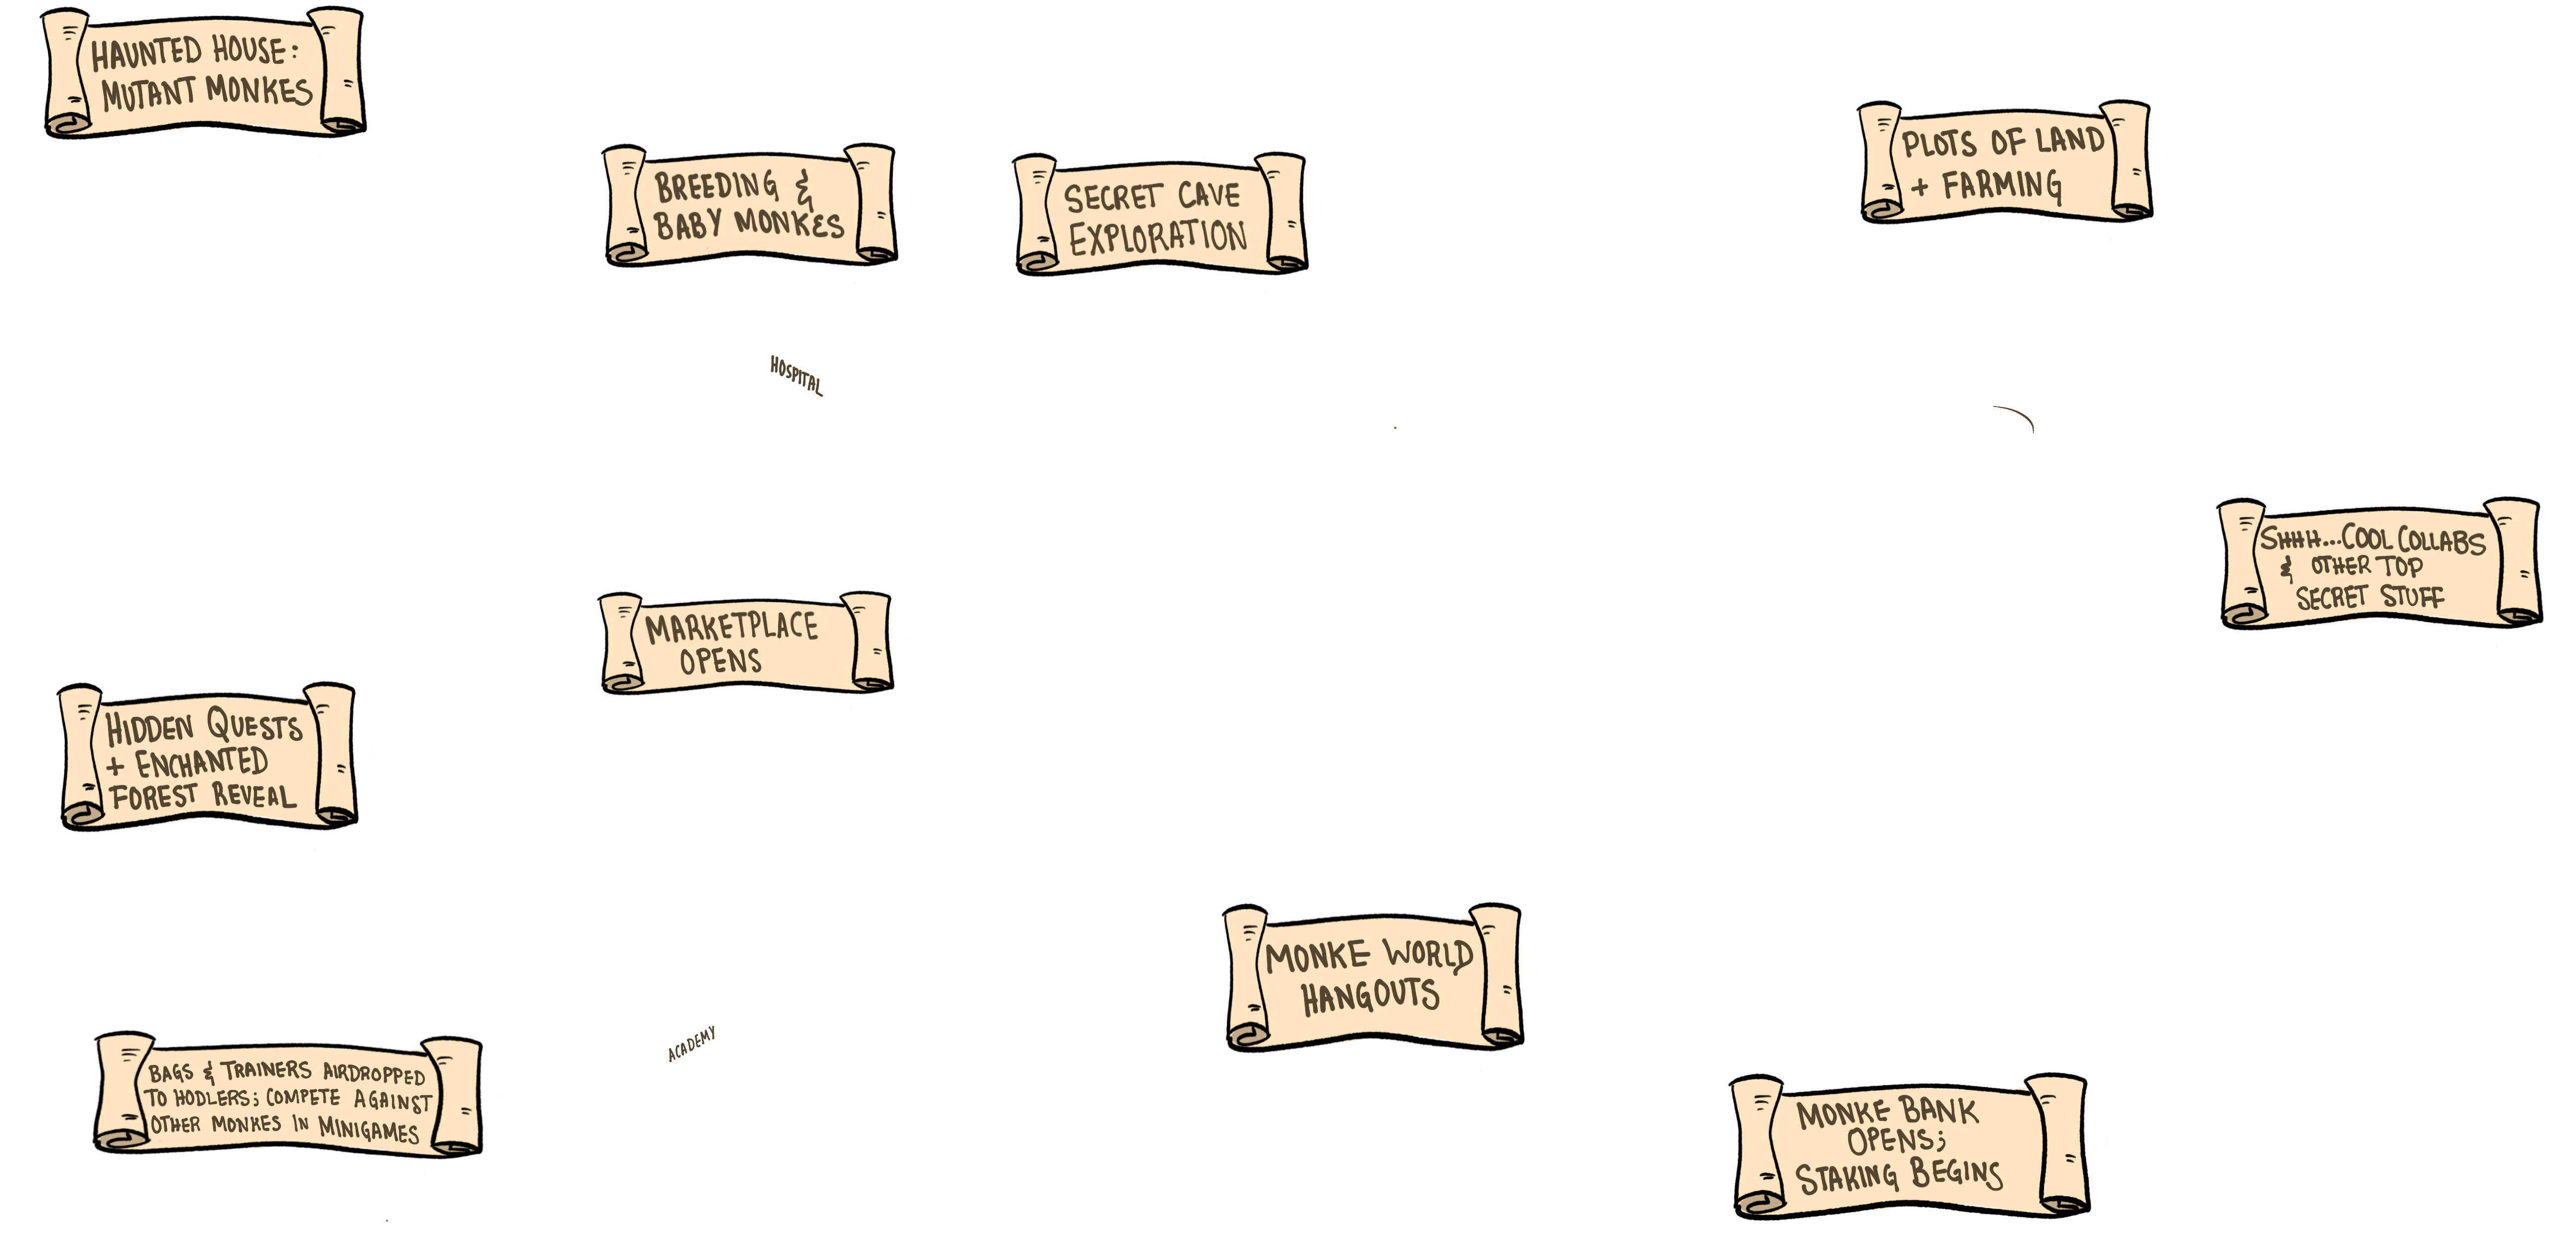 HAUNTED HOUSE:
MUTANT MONKES
PLOTS OF LAND
+ FARMING
BREEDING &
BABY MONKES
SECRET CAVE
EXPLORATION
HOSPITAL
SHHH...COOL COLLABS
& OTHER TOP
SECRET STUFF
MARKETPLACE
OPENS
HIDDEN QUESTS
+ ENCHANTED
FOREST REVEAL
MONKE WORLD
HANGOUTS
ACADEMY
BAGS & TRAINERS AIRDROPPED
TO HODLERS; COMPETE AGAINST
OTHER MONKES IN MINIGAMES
MONKE BANK
OPENS;
STAKING BEGINS